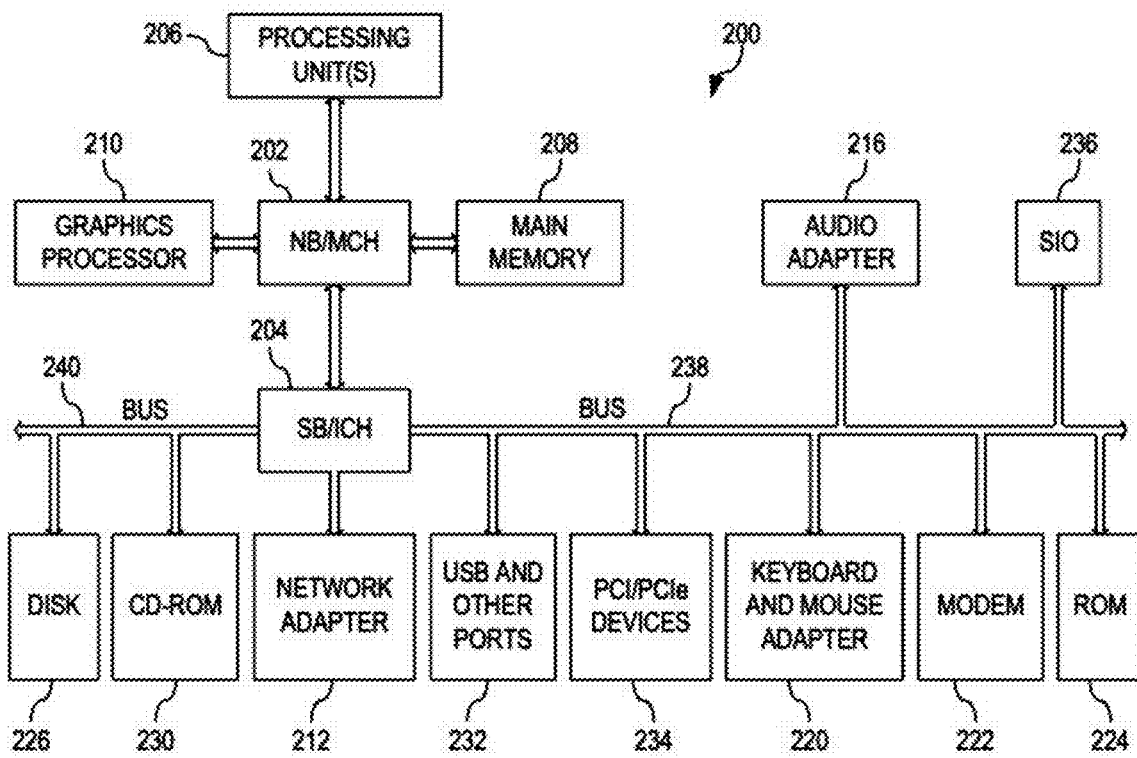 206
PROCESSING
UNIT(S)
200
210
202
208
216
236
GRAPHICS
PROCESSOR
NB/MCH
MAIN
MEMORY
AUDIO
ADAPTER
SIO
204
240
BUS
SB/ICH
BUS
238
DISK
CD-ROM
NETWORK
ADAPTER
USB AND
OTHER
PORTS
PCI/PCIe
DEVICES
KEYBOARD
AND MOUSE
ADAPTER
MODEM
ROM
226
230
212
232
234
220
222
224